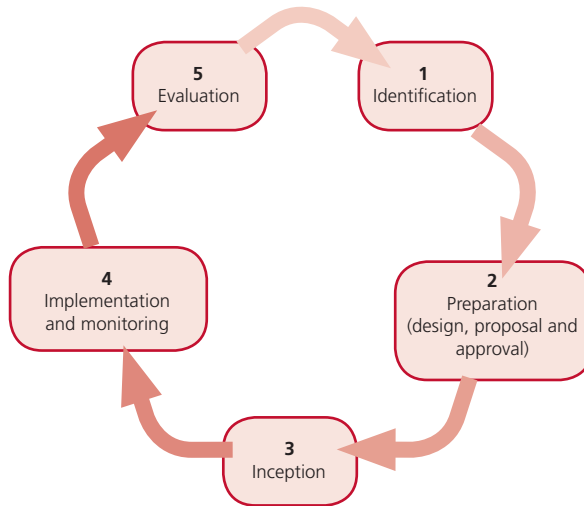 1
Identification
2
Preparation
(design, proposal and
approval)
3
Inception
4
Implementation
and monitoring
5
Evaluation